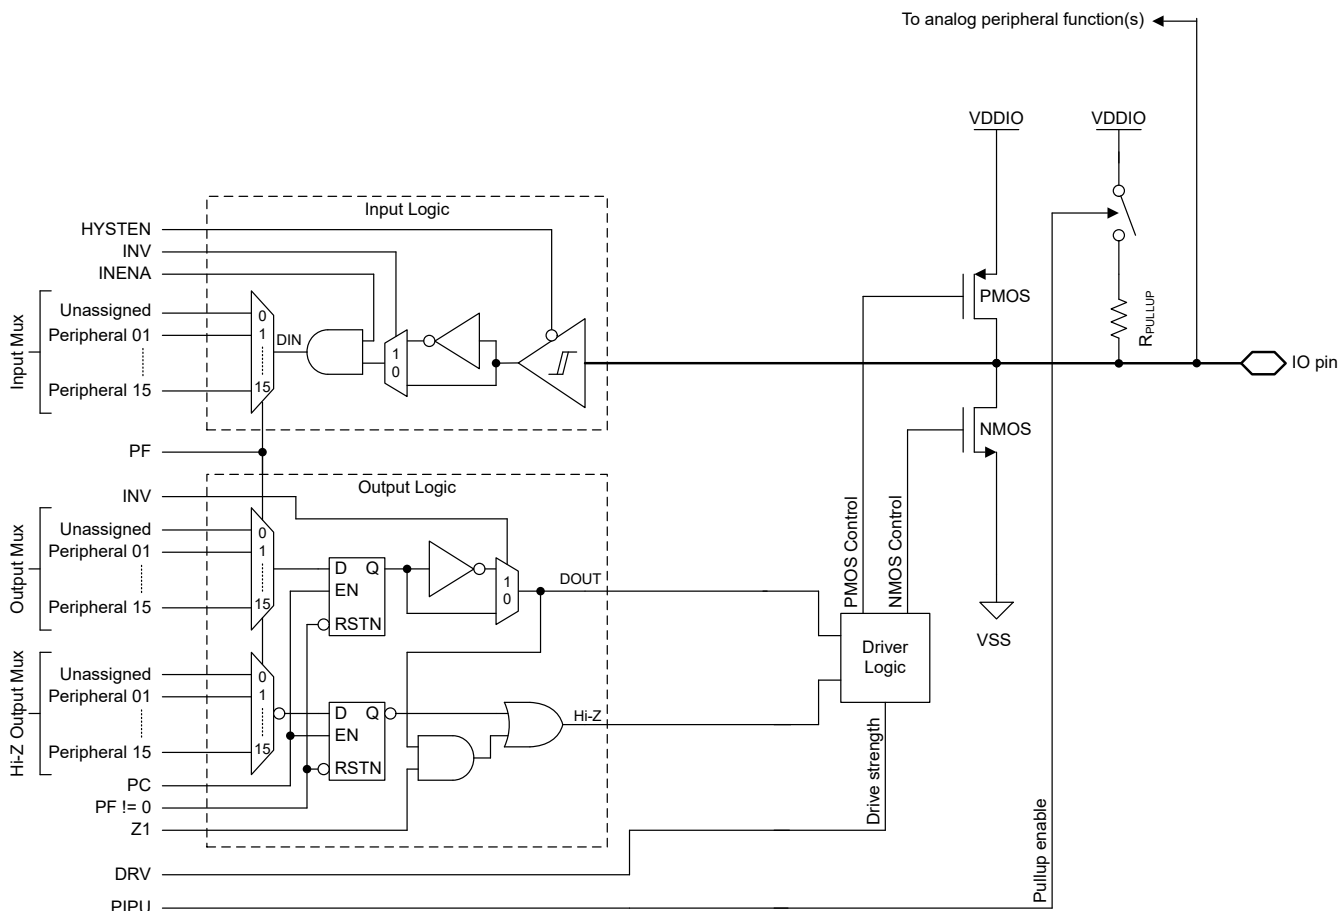 To analog peripheral function(s)
VDDIO
VDDIO
Input Logic
HYSTEN
INV
INENA
Input Mux
Unassigned
Peripheral 01
Peripheral 15
0
1
15
DIN
1
0
PMOS
RPULLUP
IO pin
NMOS
PF
Output Logic
INV
Output Mux
Unassigned
Peripheral 01
Peripheral 15
0
1
15
D Q
EN
RSTN
1
0
DOUT
PMOS Control
NMOS Control
VSS
Driver
Logic
Hi-Z Output Mux
Unassigned
Peripheral 01
Peripheral 15
0
1
15
D Q
EN
RSTN
Hi-Z
PC
PF != 0
Z1
Drive strength
Pullup enable
DRV
PIPU